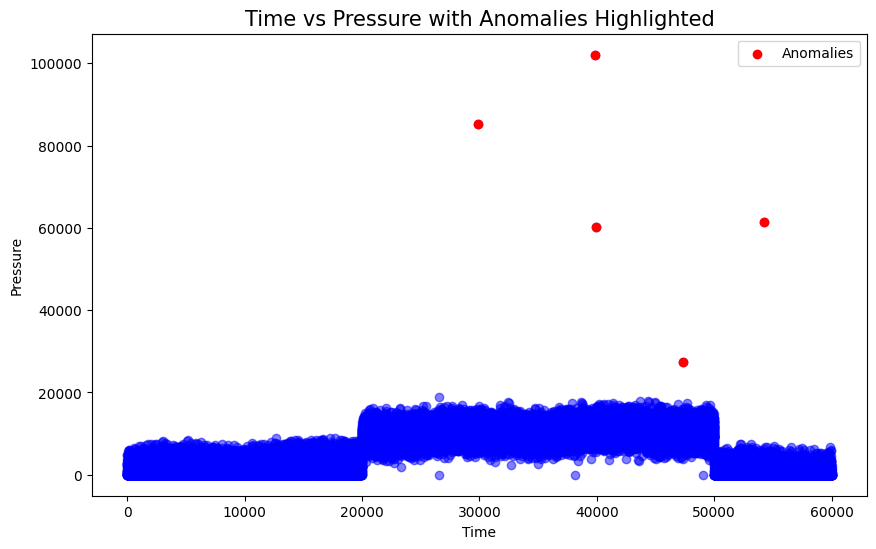 Time vs Pressure with Anomalies Highlighted
Anomalies
100000
80000
60000
40000
20000
0
Pressure
0 10000 20000 30000 40000 50000 60000
Time